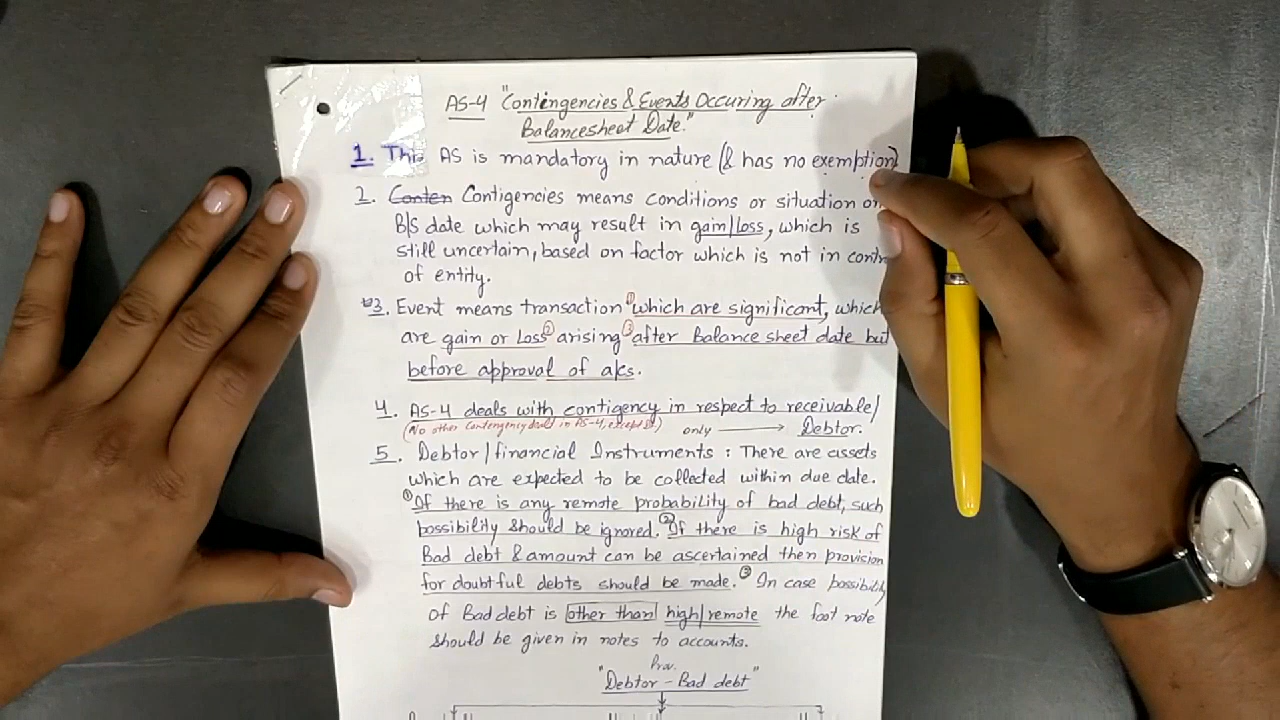 AS-4 "Contingencies & Events Occuring after
Balancesheet Date."
1. This AS is mandatory in nature (& has no exemption)
2. Conten Contigencies means conditions or situation on
B/S date which may result in gain/loss, which is
still uncertain, based on factor which is not in contr
of entity.
3. Event means transaction ① which are significant, which
are gain or Loss ② arising ③ after Balance sheet date but
before approval of a/cs.
4. AS-4 deals with contigency in respect to receivable/
(No other Contengency dealt in AS-4, except) only → Debtor.
5. Debtor/financial Instruments : There are assets
which are expected to be collected within due date.
① If there is any remote probability of bad debt, such
possibility should be ignored. ② If there is high risk of
Bad debt & amount can be ascertained then provision
for doubtful debts should be made. ③ In case possibility
of Bad debt is other than high/remote the foot note
should be given in notes to accounts.
Prov.
"Debtor - Bad debt"